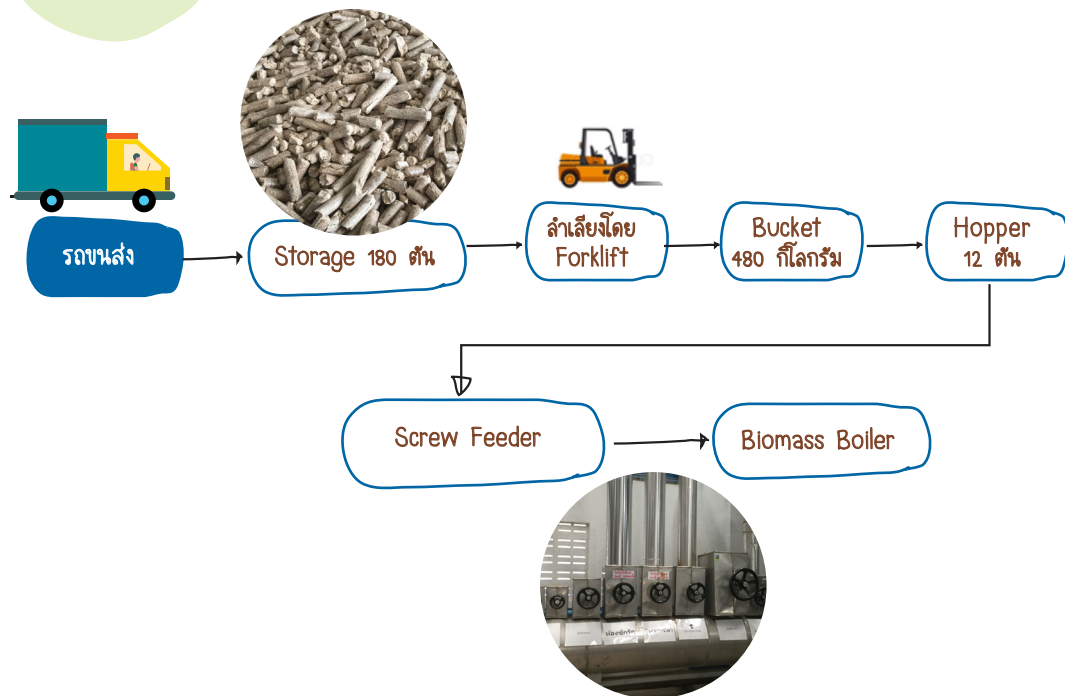 รถขนส่ง
Storage 180 ตัน
ลำเลียงโดย
Forklift
Bucket
480 กิโลกรัม
Hopper
12 ตัน
Screw Feeder
Biomass Boiler